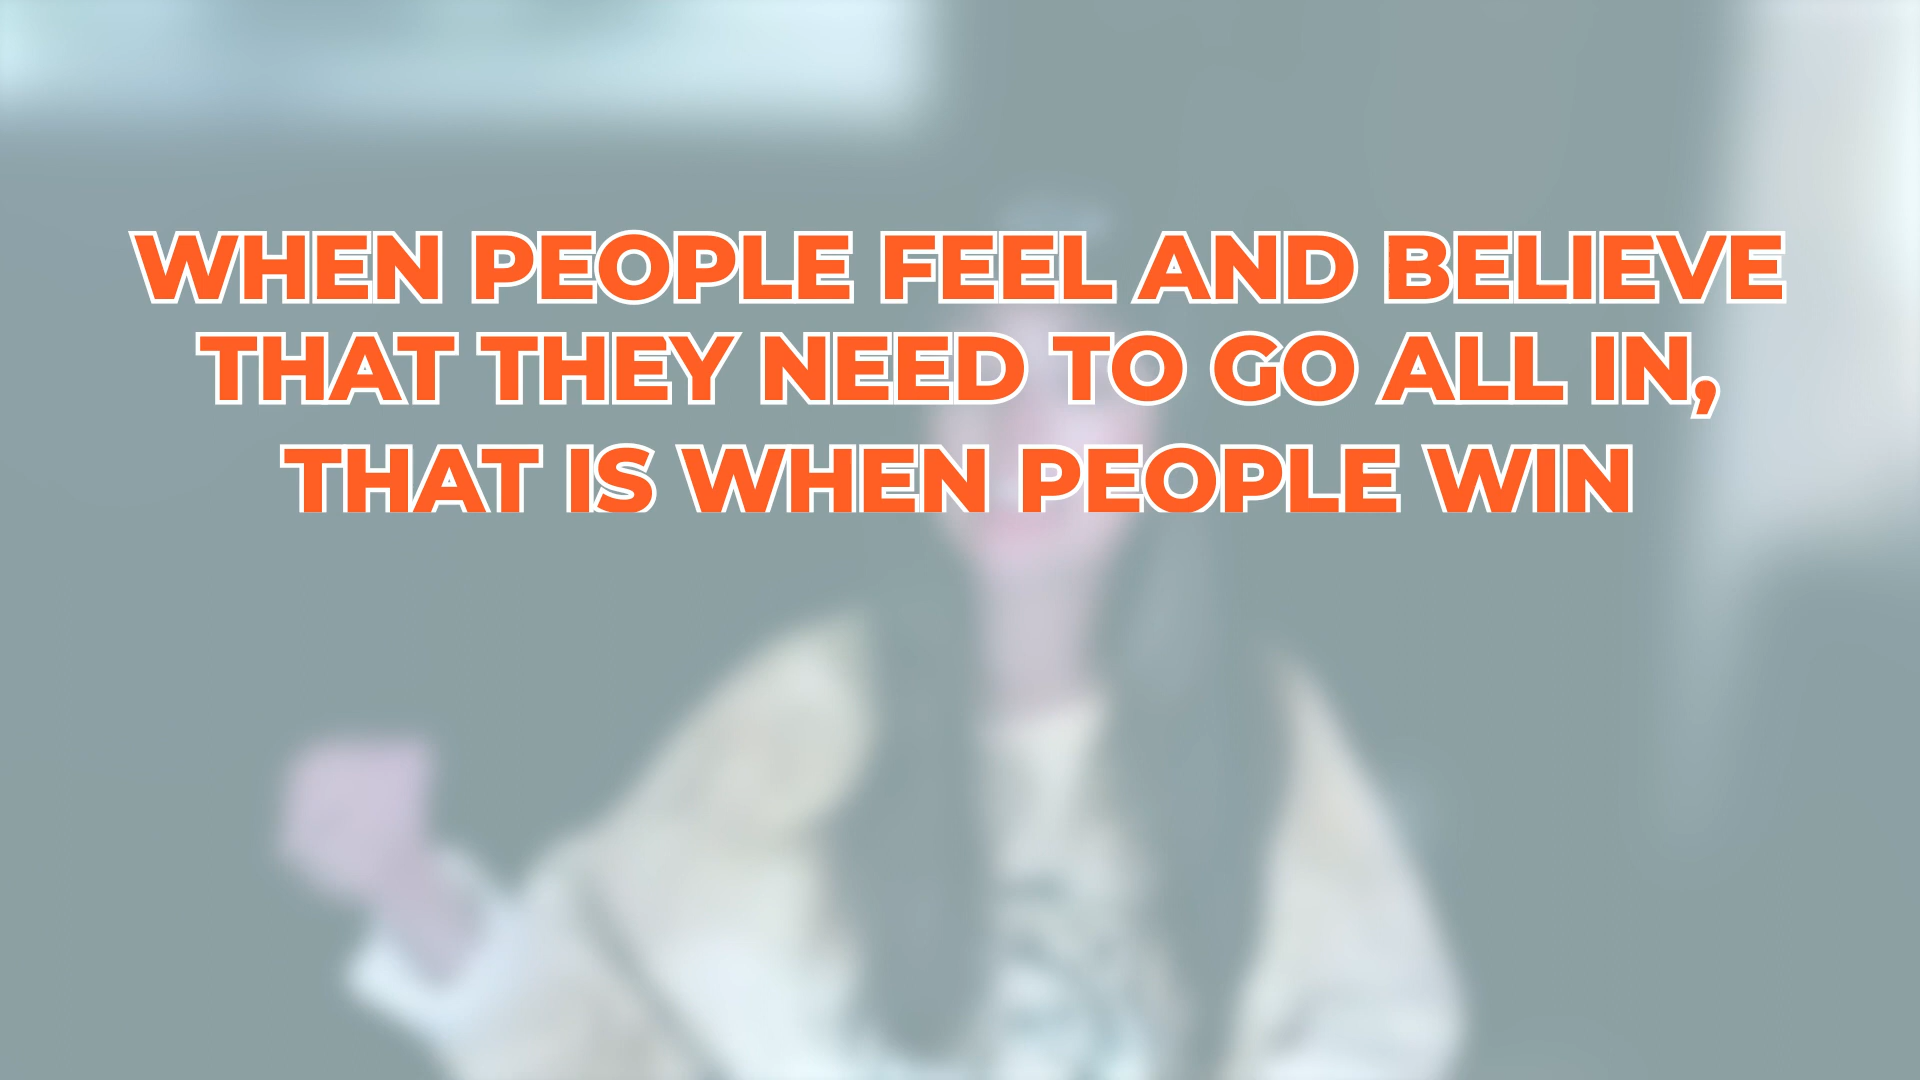 WHEN PEOPLE FEEL AND BELIEVE
THAT THEY NEED TO GO ALL IN,
THAT IS WHEN PEOPLE WIN